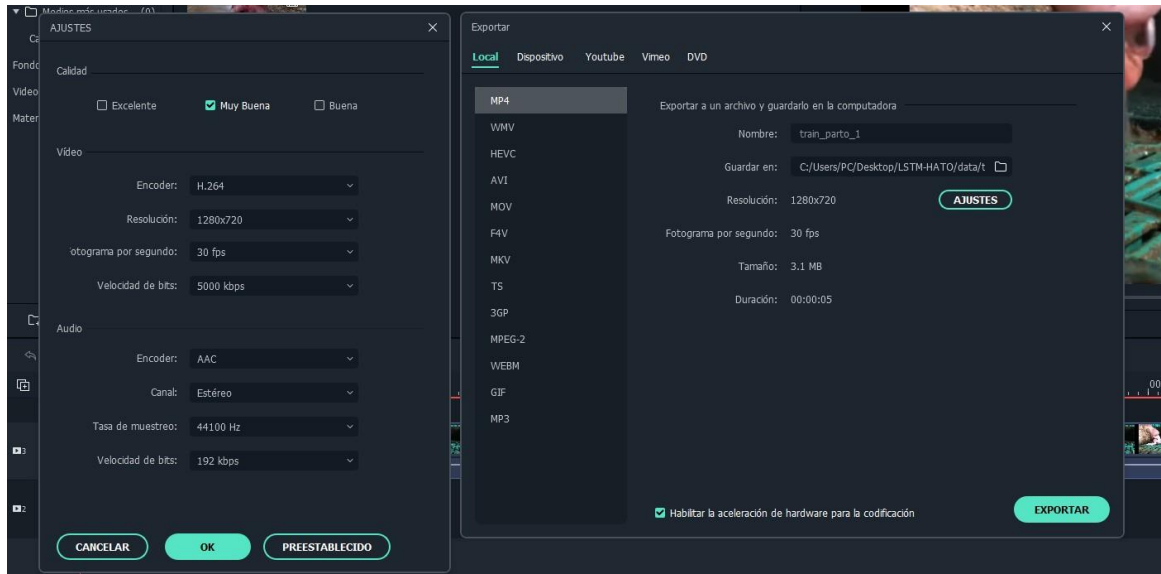 Medios más usados (0)
AJUSTES
Calidad
Excelente
Muy Buena
Buena
Vídeo
Encoder: H.264
Resolución: 1280x720
otograma por segundo: 30 fps
Velocidad de bits: 5000 kbps
Audio
Encoder: AAC
Canal: Estéreo
Tasa de muestreo: 44100 Hz
Velocidad de bits: 192 kbps
CANCELAR
OK
PREESTABLECIDO
Exportar
Local Dispositivo Youtube Vimeo DVD
MP4
WMV
HEVC
AVI
MOV
F4V
MKV
TS
3GP
MPEG-2
WEBM
GIF
MP3
Exportar a un archivo y guardarlo en la computadora
Nombre: train_parto_1
Guardar en: C:/Users/PC/Desktop/LSTM-HATO/data/t
Resolución: 1280x720 AJUSTES
Fotograma por segundo: 30 fps
Tamaño: 3.1 MB
Duración: 00:00:05
Habilitar la aceleración de hardware para la codificación
EXPORTAR